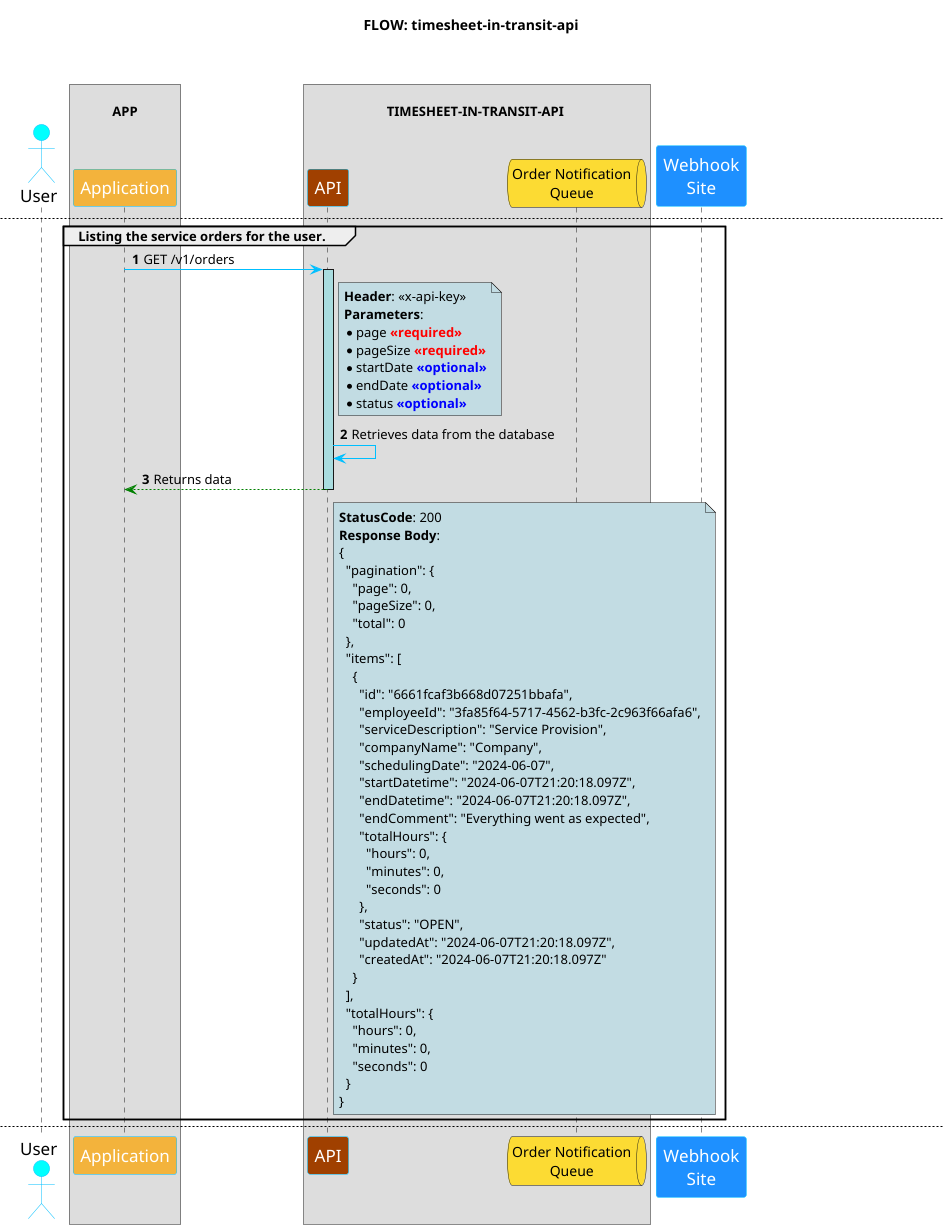 FLOW: timesheet-in-transit-api
APP
TIMESHEET-IN-TRANSIT-API
User
Application
API
Order Notification
Queue
Webhook
Site
Listing the service orders for the user.
1 GET /v1/orders
Header: «x-api-key»
Parameters:
• page «required»
• pageSize «required»
• startDate «optional»
• endDate «optional»
• status «optional»
2 Retrieves data from the database
3 Returns data
StatusCode: 200
Response Body:
{
"pagination": {
"page": 0,
"pageSize": 0,
"total": 0
},
"items": [
{
"id": "6661fcaf3b668d07251bbafa",
"employeeId": "3fa85f64-5717-4562-b3fc-2c963f66afa6",
"serviceDescription": "Service Provision",
"companyName": "Company",
"schedulingDate": "2024-06-07",
"startDatetime": "2024-06-07T21:20:18.097Z",
"endDatetime": "2024-06-07T21:20:18.097Z",
"endComment": "Everything went as expected",
"totalHours": {
"hours": 0,
"minutes": 0,
"seconds": 0
},
"status": "OPEN",
"updatedAt": "2024-06-07T21:20:18.097Z",
"createdAt": "2024-06-07T21:20:18.097Z"
}
],
"totalHours": {
"hours": 0,
"minutes": 0,
"seconds": 0
}
}
User
Application
API
Order Notification
Queue
Webhook
Site